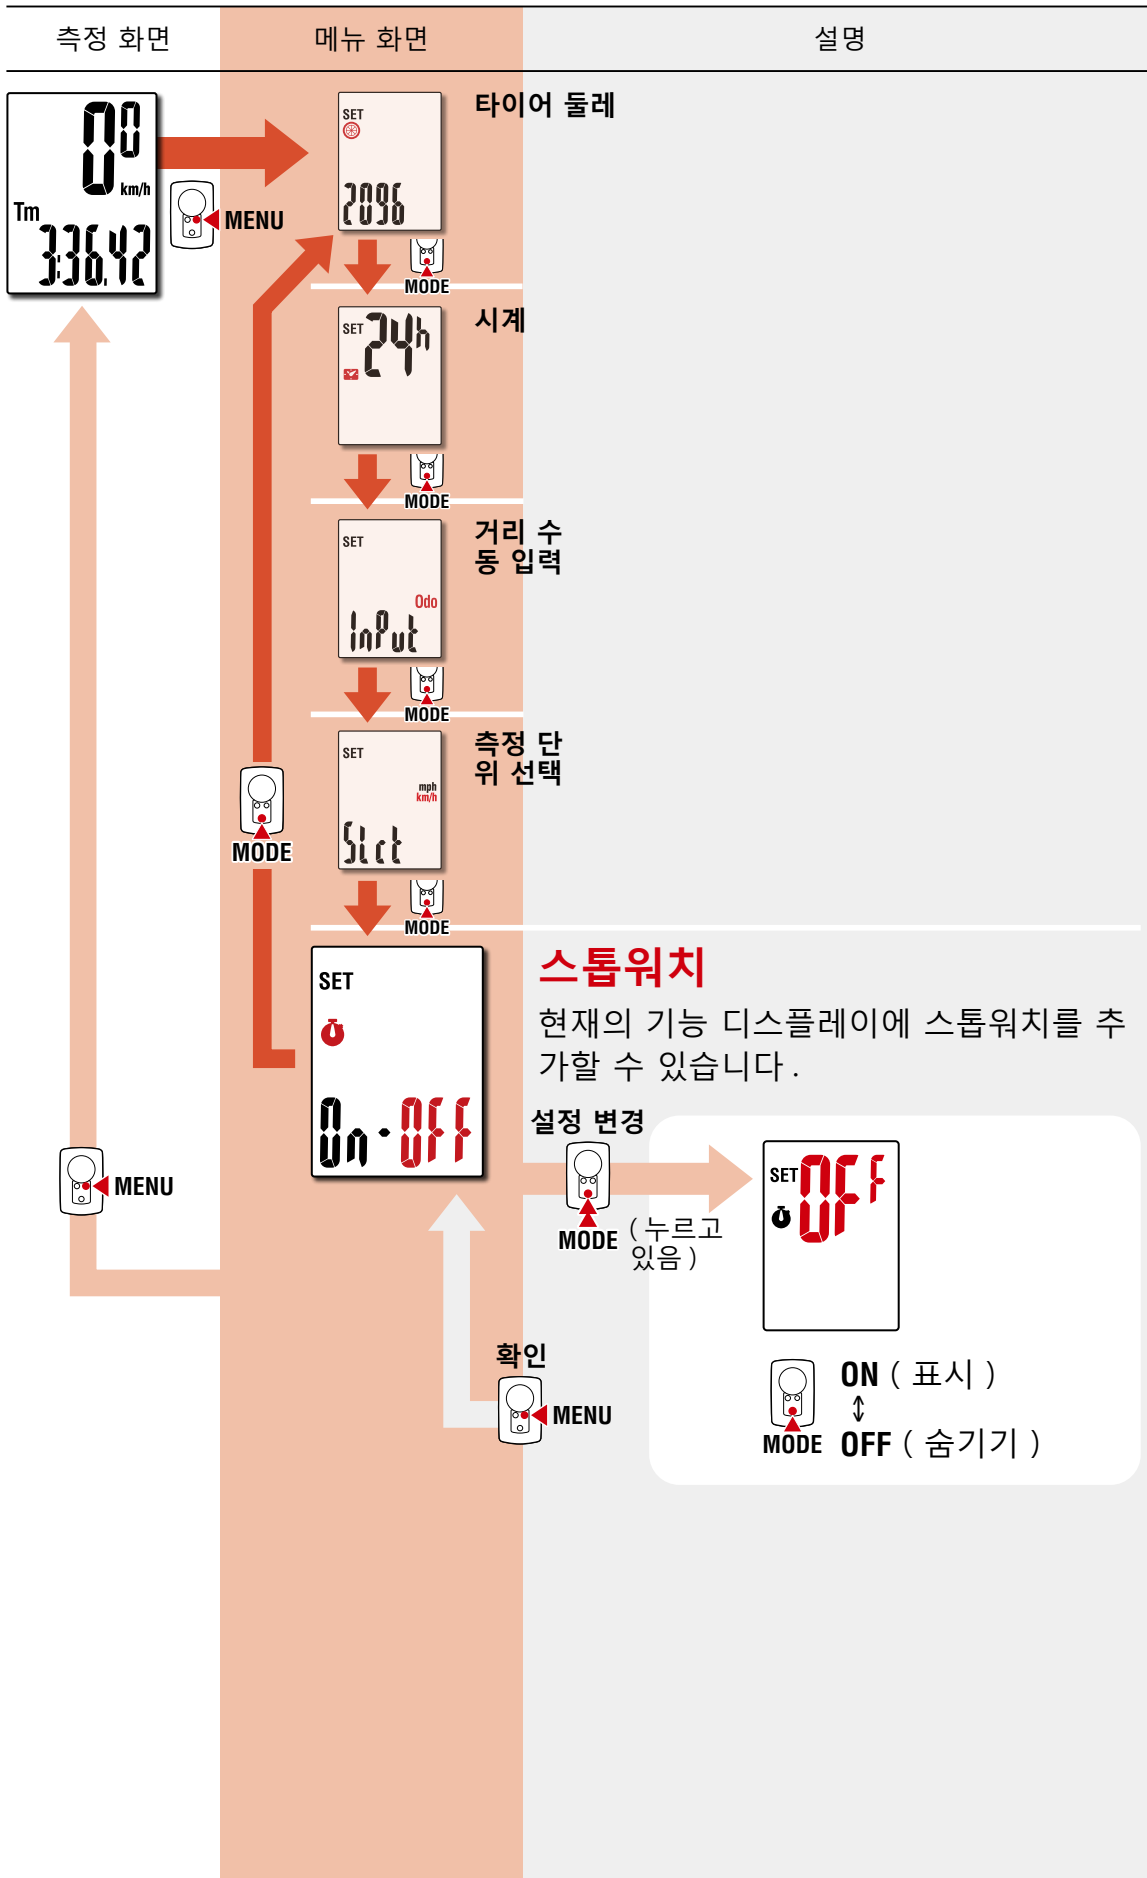 측정 화면
메뉴 화면
설명
00
km/h
Tm
3:36.42
MENU
SET
2096
타이어 둘레
MODE
SET
24h
시계
MODE
SET
Odo
InPut
거리 수
동 입력
MODE
SET
mph
km/h
Slct
측정 단
위 선택
MODE
MODE
SET
On-OFF
스톱워치
현재의 기능 디스플레이에 스톱워치를 추
가할 수 있습니다.
설정 변경
MODE
(누르고
있음)
SET
OFF
MENU
확인
MENU
MODE
ON (표시)
↕
OFF (숨기기)